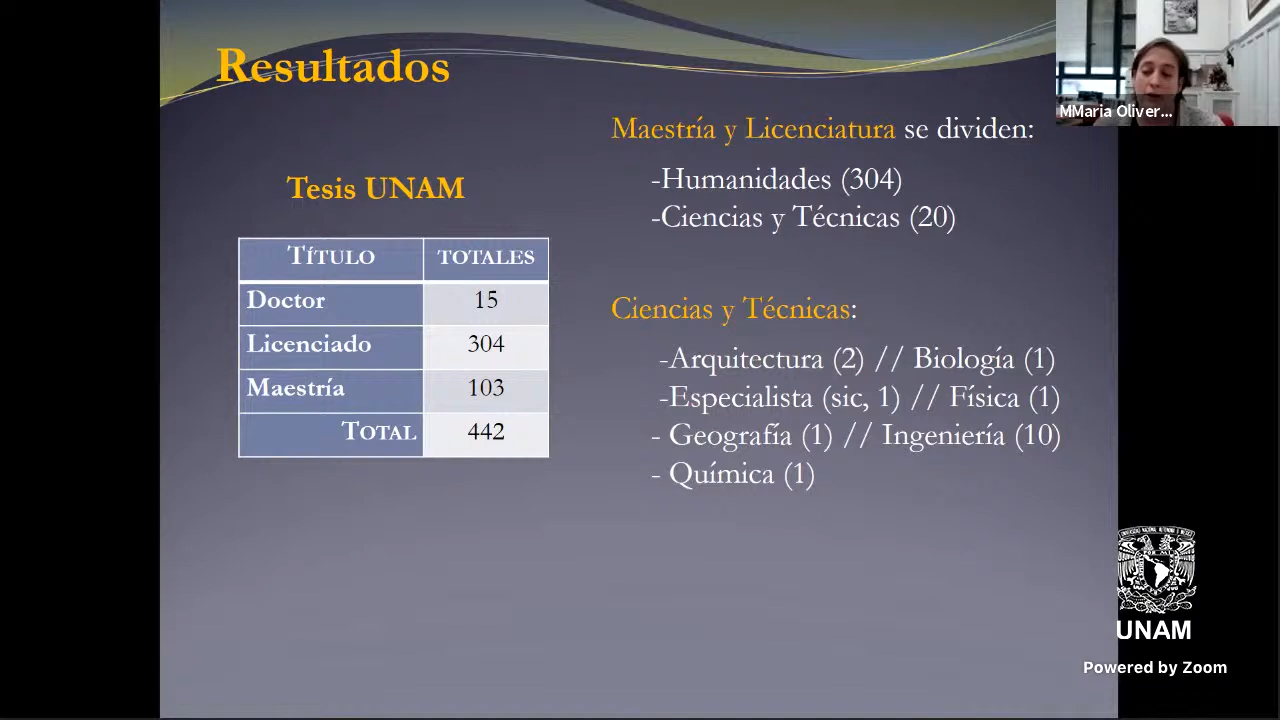 Resultados
Tesis UNAM
TÍTULO TOTALES
Doctor 15
Licenciado 304
Maestría 103
TOTAL 442
Maestría y Licenciatura se dividen:
-Humanidades (304)
-Ciencias y Técnicas (20)
Ciencias y Técnicas:
-Arquitectura (2) // Biología (1)
-Especialista (sic, 1) // Física (1)
- Geografía (1) // Ingeniería (10)
- Química (1)
MMaria Oliver...
UNAM
Powered by Zoom